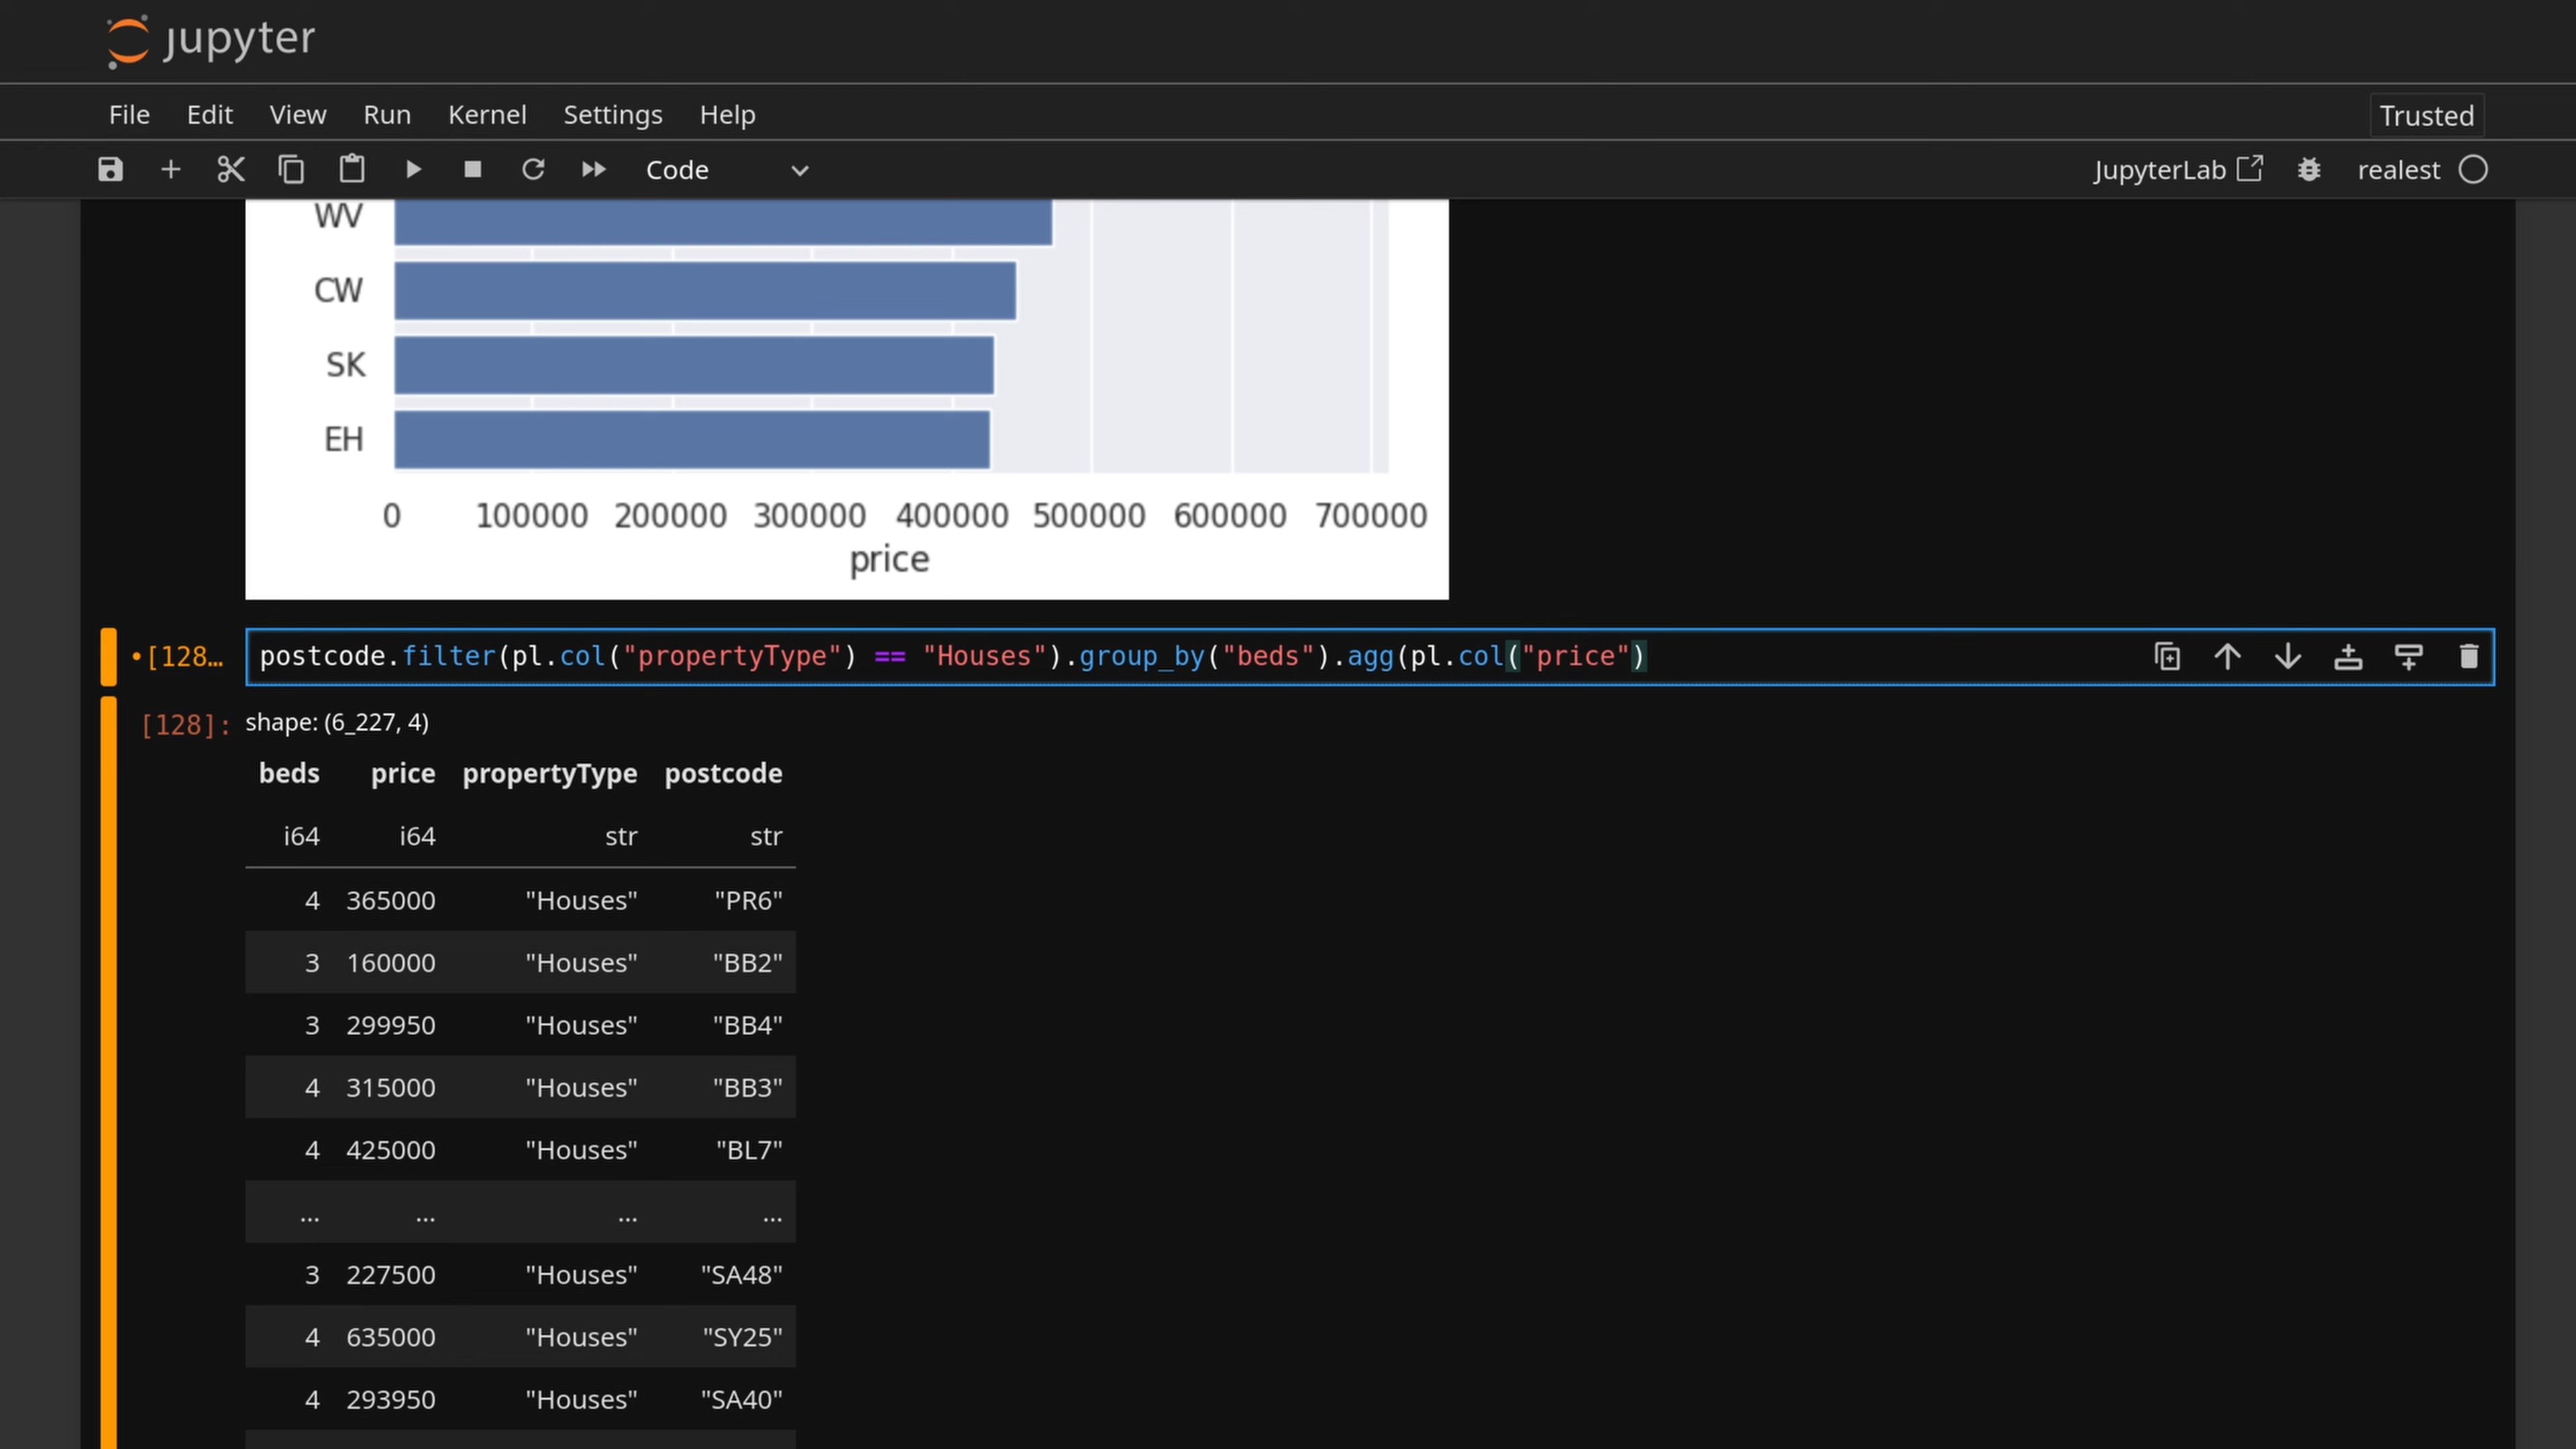 jupyter
File Edit View Run Kernel Settings Help Trusted
Code JupyterLab realest
WV
CW
SK
EH
0 100000 200000 300000 400000 500000 600000 700000
price
•[128… postcode.filter(pl.col("propertyType") == "Houses").group_by("beds").agg(pl.col("price")
[128]: shape: (6_227, 4)
beds price propertyType postcode
i64 i64 str str
4 365000 "Houses" "PR6"
3 160000 "Houses" "BB2"
3 299950 "Houses" "BB4"
4 315000 "Houses" "BB3"
4 425000 "Houses" "BL7"
… … … …
3 227500 "Houses" "SA48"
4 635000 "Houses" "SY25"
4 293950 "Houses" "SA40"